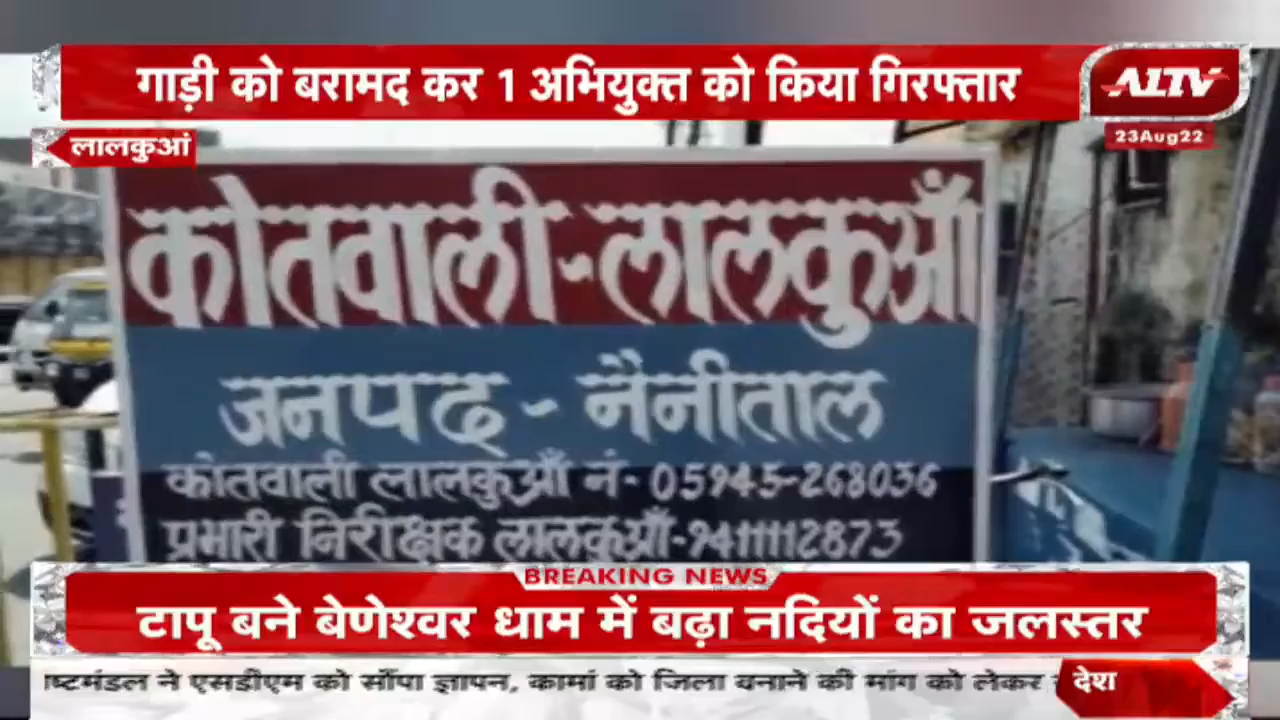 गाड़ी को बरामद कर 1 अभियुक्त को किया गिरफ्तार
A1TV
23Aug22
लालकुआं
कोतवाली-लालकुआँ
जनपद - नैनीताल
कोतवाली लालकुआँ नं- 05945-268036
प्रभारी निरीक्षक लालकुआँ-9411112873
BREAKING NEWS
टापू बने बेणेश्वर धाम में बढ़ा नदियों का जलस्तर
ष्टमंडल ने एसडीएम को सौंपा ज्ञापन, कामां को जिला बनाने की मांग को लेकर
देश